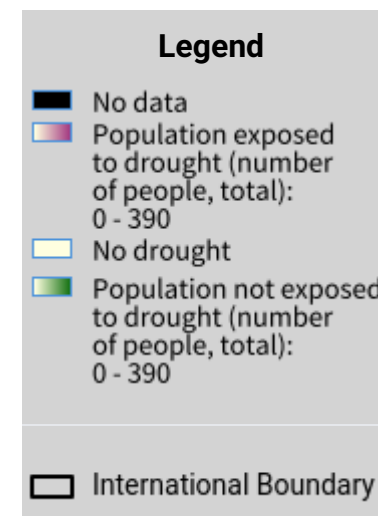 Legend
No data
Population exposed
to drought (number
of people, total):
0 - 390
No drought
Population not exposed
to drought (number
of people, total):
0 - 390
International Boundary